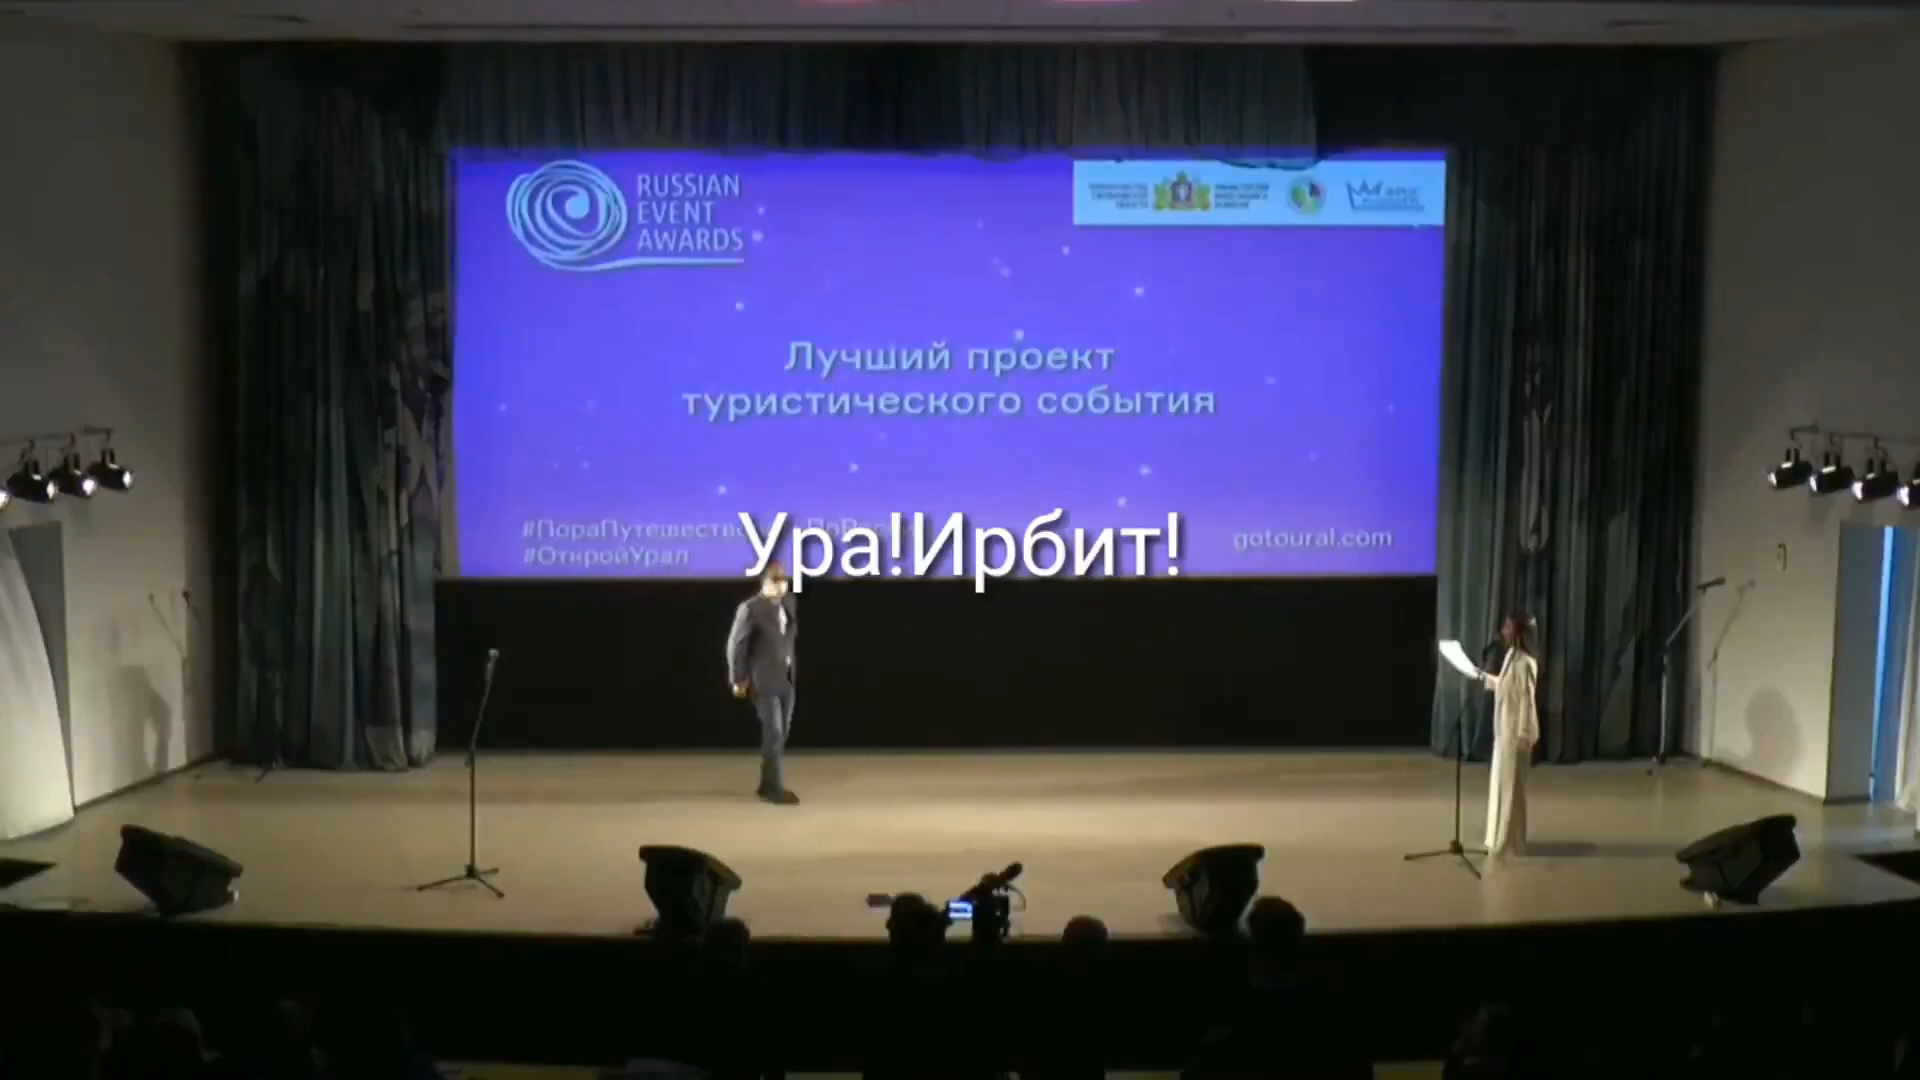 RUSSIAN
EVENT
AWARDS
Лучший проект
туристического события
#ОткройУрал
gotoural.com
Ура!Ирбит!